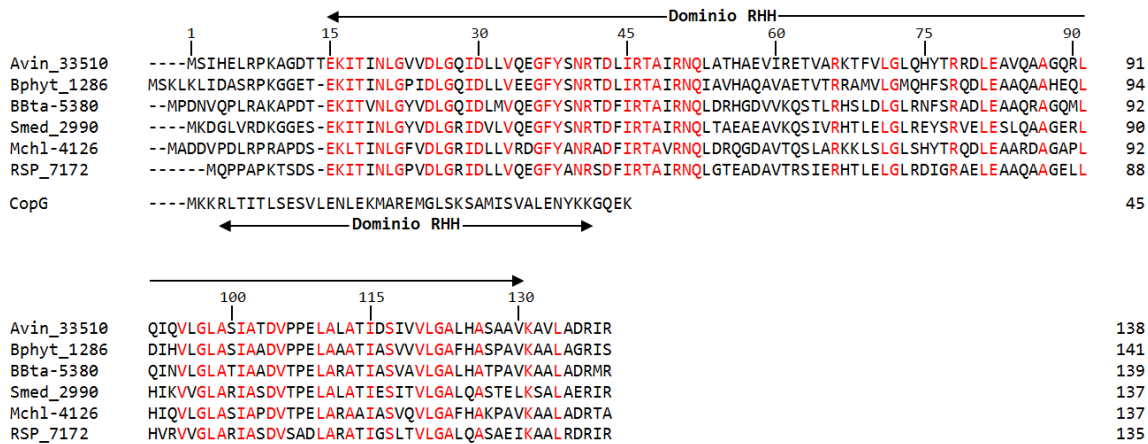 Dominio RHH
1 15 30 45 60 75 90
Avin_33510 ----MSIHELRPKAGDTTEKITINLGVVDLGQIDLLVQEGFYSNRTDLIRTAIRNQLATHAEVIRETVARKTFVLGLQHYTRRDLEAVQAAGQRL 91
Bphyt_1286 MSKLKLIDASRPKGGET-EKITINLGPIDLGQIDLLVEEGFYSNRTDLIRTAIRNQIAVHAQAVAETVTRRAMVLGMQHFSRQDLEAAQAAHEQL 94
BBta-5380 --MPDNVQPLRAKAPDT-EKITVNLGYVDLGQIDLMVQEGFYSNRTDFIRTAIRNQLDRHGDVVKQSTLRHSLDLGLRNFSRADLEAAQRAGQML 92
Smed_2990 ----MKDGLVRDKGGES-EKITINLGYVDLGRIDVLVQEGFYSNRTDFIRTAIRNQLTAEAEAVKQSIVRHTLELGLREYSRVELESLQAAGERL 90
Mchl-4126 --MADDVPDLRPRAPDS-EKLTINLGFVDLGRIDLLVRDGFYANRADFIRTAVRNQLDRQGDAVTQSLARKKLSLGLSHYTRQDLEAARDAGAPL 92
RSP_7172 ------MQPPAPKTSDS-EKITINLGPVDLGRIDLLVQEGFYANRSDFIRTAIRNQLGTEADAVTRSIERHTLELGLRDIGRAELEAAQAAGELL 88
CopG ----MKKRLTITLSESVLENLEKMAREMGLSKSAMISVALENYKKGQEK 45
Dominio RHH
100 115 130
Avin_33510 QIQVLGLASIATDVPPELALATIDSIVVLGALHASAAVKAVLADRIR 138
Bphyt_1286 DIHVLGLASIAADVPPELAAATIASVVVLGAFHASPAVKAALAGRIS 141
BBta-5380 QINVLGLATIAADVTPELARATIASVAVLGALHATPAVKAALADRMR 139
Smed_2990 HIKVVGLARIASDVTPELALATIESITVLGALQASTELKSALAERIR 137
Mchl-4126 HIQVLGLASIAPDVTPELARAAIASVQVLGAFHAKPAVKAALADRTA 137
RSP_7172 HVRVVGLARIASDVSADLARATIGSLTVLGALQASAEIKAALRDRIR 135